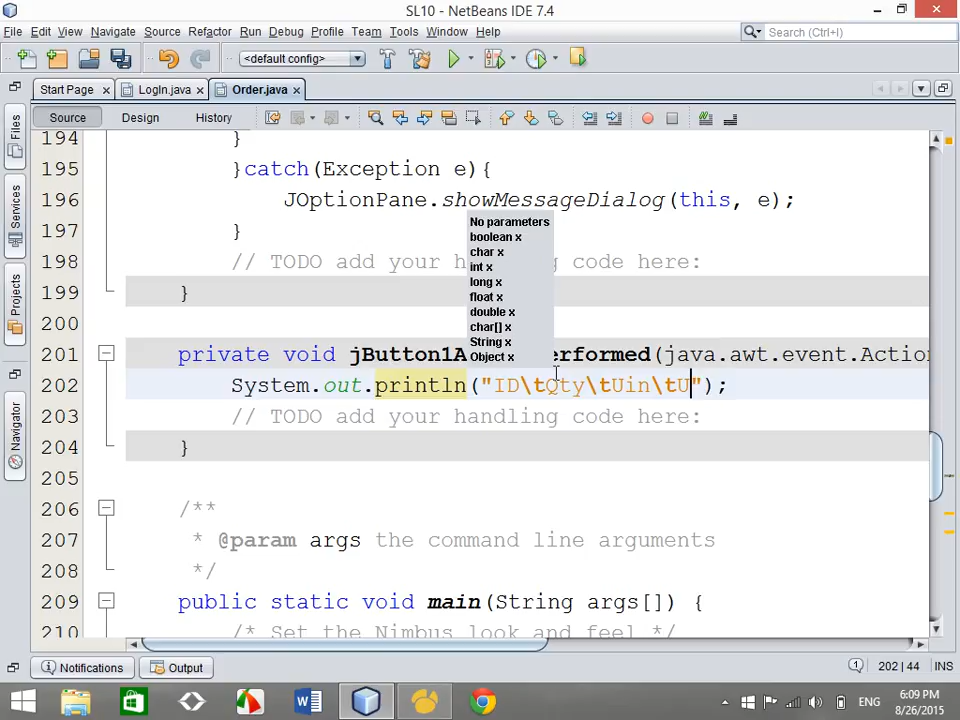 SL10 - NetBeans IDE 7.4
File Edit View Navigate Source Refactor Run Debug Profile Team Tools Window Help
Search (Ctrl+I)
<default config>
Start Page
LogIn.java
Order.java
Source Design History
Files
Services
Projects
Navigator
194 }
195 }catch(Exception e){
196 JOptionPane.showMessageDialog(this, e);
197 }
198 // TODO add your handling code here:
199 }
200
201 private void jButton1A erformed(java.awt.event.Action
202 System.out.println("ID\tQty\tUin\tU");
203 // TODO add your handling code here:
204 }
205
206 /**
207 * @param args the command line arguments
208 */
209 public static void main(String args[]) {
210 /* Set the Nimbus look and feel */
No parameters
boolean x
char x
int x
long x
float x
double x
char[] x
String x
Object x
Notifications
Output
1
202 | 44
INS
ENG
6:09 PM
8/26/2015